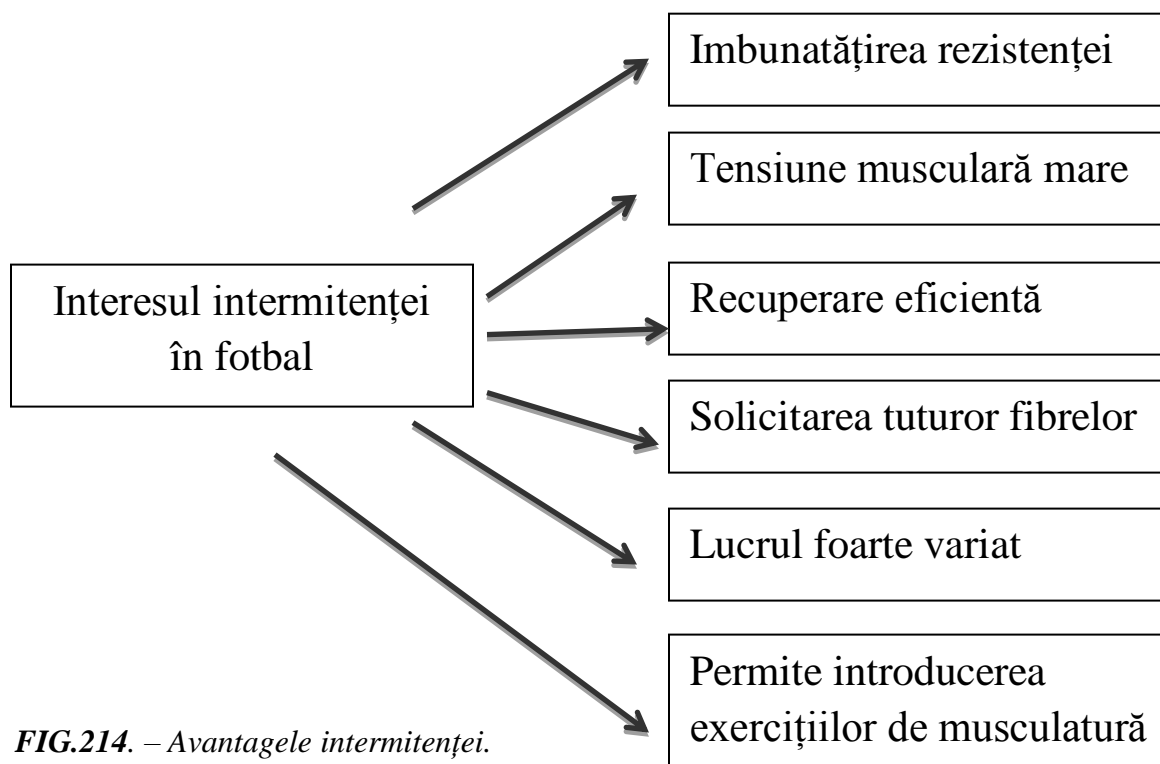 Imbunatățirea rezistenței
Tensiune musculară mare
Interesul intermitenței
în fotbal
Recuperare eficientă
Solicitarea tuturor fibrelor
Lucrul foarte variat
Permite introducerea
exercițiilor de musculatură
FIG.214. – Avantagele intermitenței.